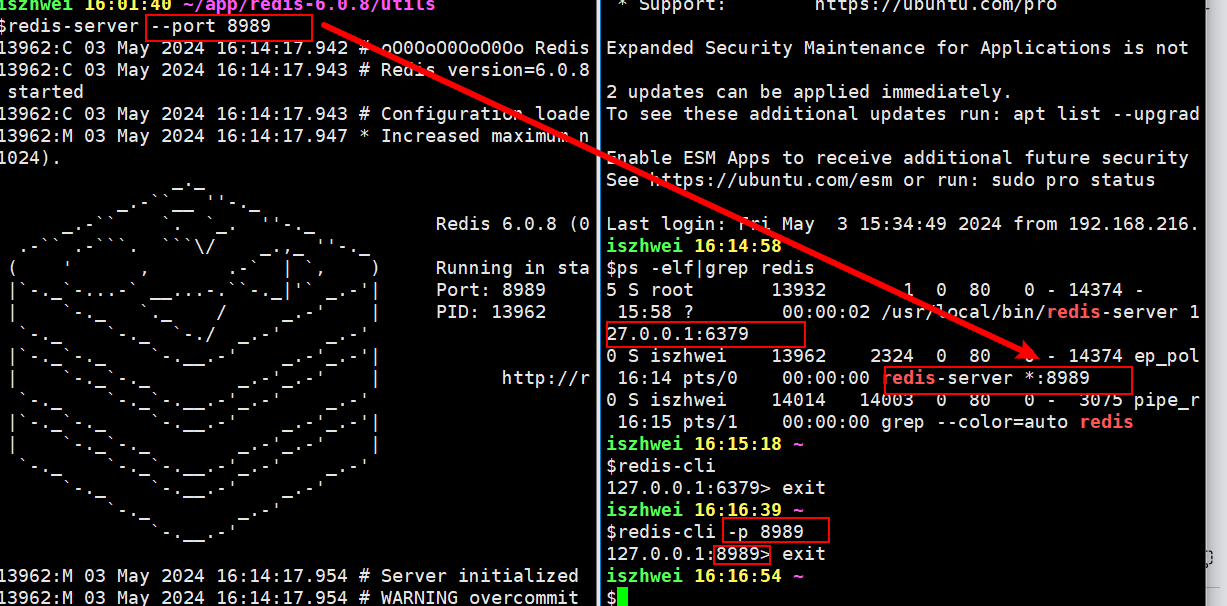 iszhwei 16:01:40 ~/app/redis-6.0.8/utils
$redis-server --port 8989
13962:C 03 May 2024 16:14:17.942 # oO0OoO0OoO0Oo Redis
13962:C 03 May 2024 16:14:17.943 # Redis version=6.0.8
started
13962:C 03 May 2024 16:14:17.943 # Configuration loade
13962:M 03 May 2024 16:14:17.947 * Increased maximum n
1024).
Redis 6.0.8 (0
Running in sta
Port: 8989
PID: 13962
http://r
13962:M 03 May 2024 16:14:17.954 # Server initialized
13962:M 03 May 2024 16:14:17.954 # WARNING overcommit
* Support: https://ubuntu.com/pro
Expanded Security Maintenance for Applications is not
2 updates can be applied immediately.
To see these additional updates run: apt list --upgrad
Enable ESM Apps to receive additional future security
See https://ubuntu.com/esm or run: sudo pro status
Last login: Fri May  3 15:34:49 2024 from 192.168.216.
iszhwei 16:14:58
$ps -elf|grep redis
5 S root 13932 1 0 80 0 - 14374 -
15:58 ? 00:00:02 /usr/local/bin/redis-server 1
27.0.0.1:6379
0 S iszhwei 13962 2324 0 80 0 - 14374 ep_pol
16:14 pts/0 00:00:00 redis-server *:8989
0 S iszhwei 14014 14003 0 80 0 - 3075 pipe_r
16:15 pts/1 00:00:00 grep --color=auto redis
iszhwei 16:15:18 ~
$redis-cli
127.0.0.1:6379> exit
iszhwei 16:16:39 ~
$redis-cli -p 8989
127.0.0.1:8989> exit
iszhwei 16:16:54 ~
$